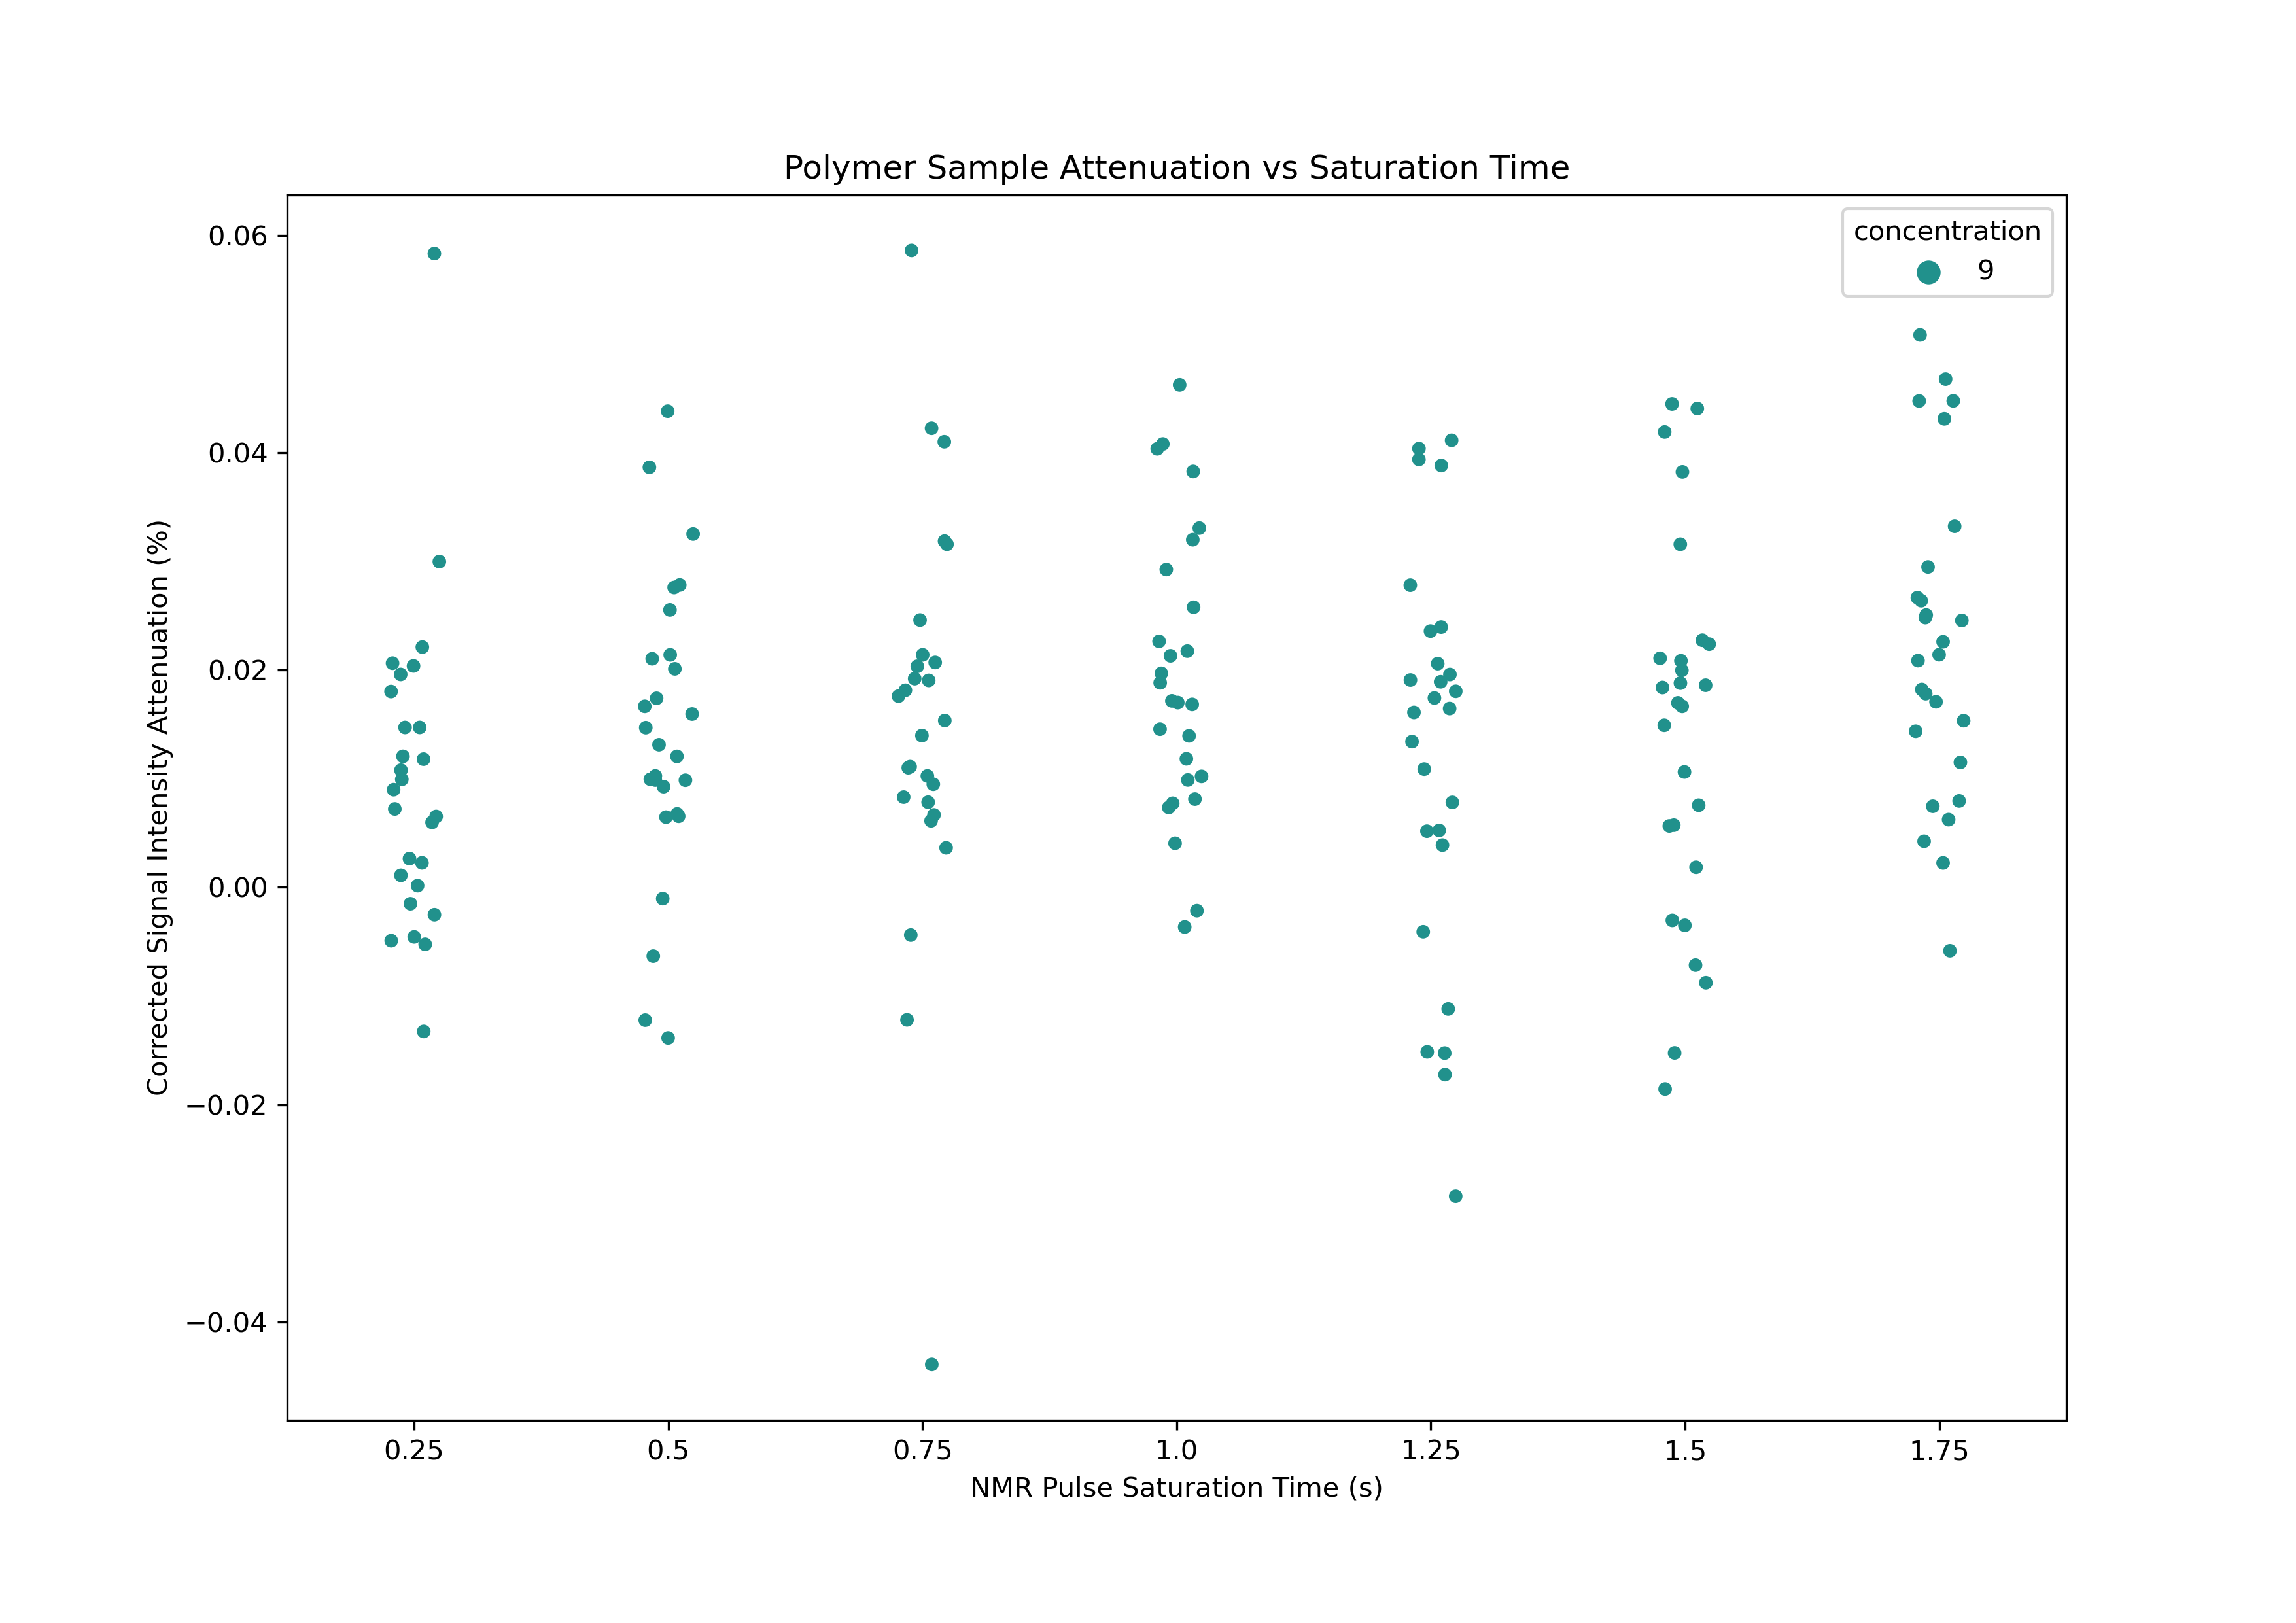 Polymer Sample Attenuation vs Saturation Time
concentration
9
0.06
0.04
0.02
0.00
−0.02
−0.04
Corrected Signal Intensity Attenuation (%)
0.25 0.5 0.75 1.0 1.25 1.5 1.75
NMR Pulse Saturation Time (s)